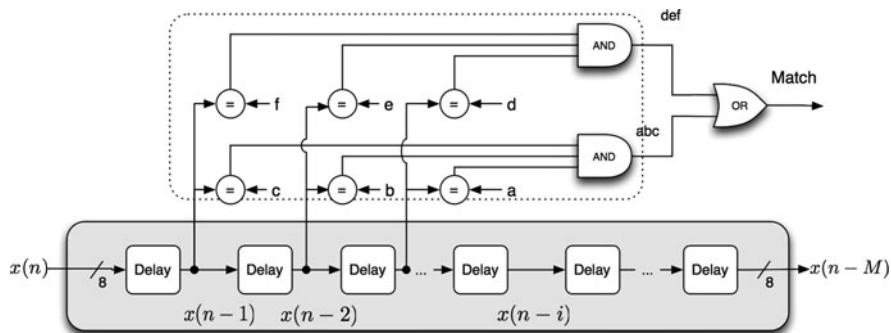 def
AND
Match
= f = e = d
OR
abc
AND
= c = b = a
x(n) 8 Delay Delay Delay ... Delay Delay ... Delay 8 x(n − M)
x(n − 1) x(n − 2) x(n − i)